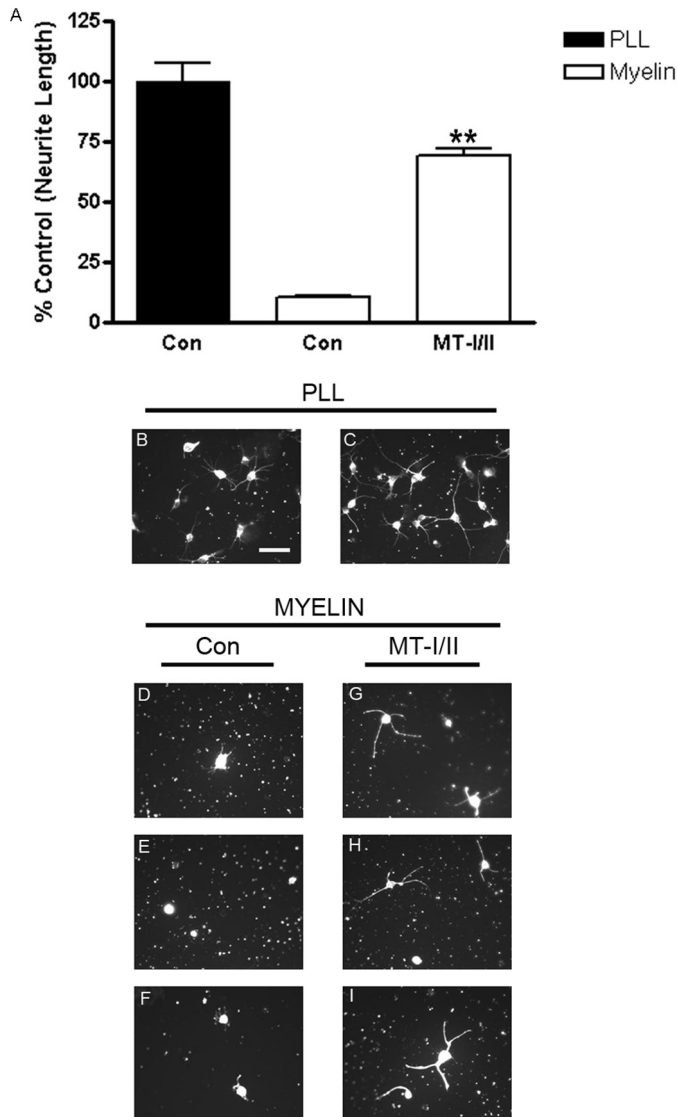 A
125
100
75
50
25
0
% Control (Neurite Length)
**
PLL
Myelin
Con
Con
MT-I/II
PLL
B
C
MYELIN
Con
MT-I/II
D
G
E
H
F
I